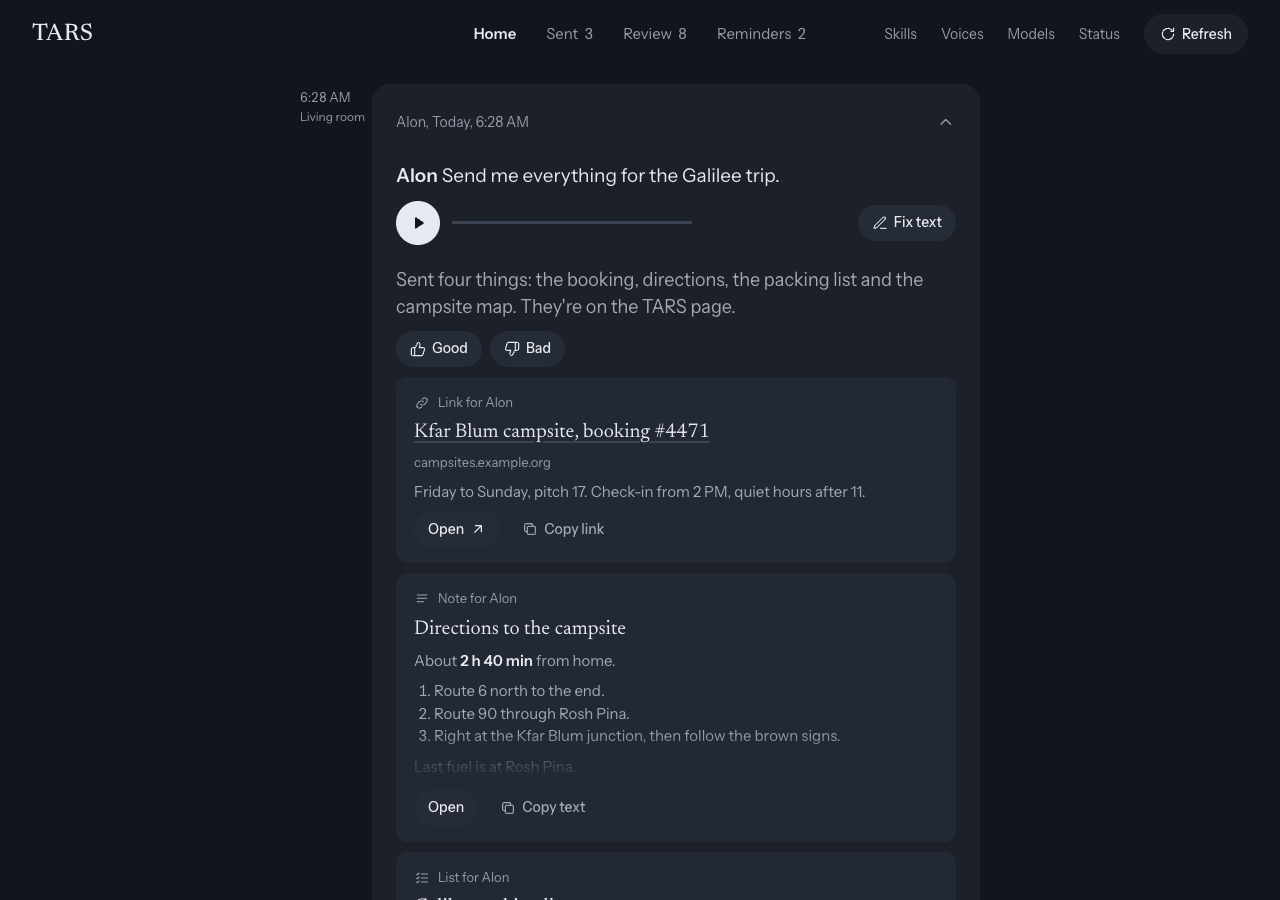 TARS
Home
Sent 3
Review 8
Reminders 2
Skills
Voices
Models
Status
Refresh
6:28 AM
Living room
Alon, Today, 6:28 AM
Alon Send me everything for the Galilee trip.
Fix text
Sent four things: the booking, directions, the packing list and the
campsite map. They're on the TARS page.
Good
Bad
Link for Alon
Kfar Blum campsite, booking #4471
campsites.example.org
Friday to Sunday, pitch 17. Check-in from 2 PM, quiet hours after 11.
Open
Copy link
Note for Alon
Directions to the campsite
About 2 h 40 min from home.
1. Route 6 north to the end.
2. Route 90 through Rosh Pina.
3. Right at the Kfar Blum junction, then follow the brown signs.
Last fuel is at Rosh Pina.
Open
Copy text
List for Alon